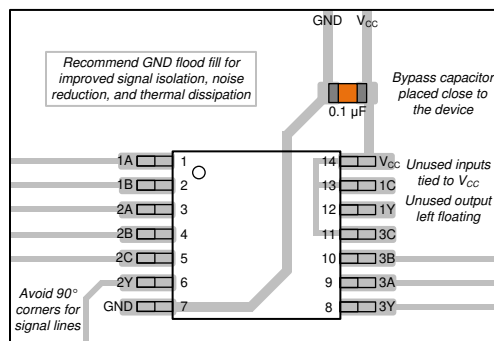 GND VCC
Recommend GND flood fill for
improved signal isolation, noise
reduction, and thermal dissipation
Bypass capacitor
placed close to
the device
0.1 µF
1A 1 14 VCC
Unused inputs
tied to VCC
1B 2 13 1C
Unused output
left floating
2A 3 12 1Y
2B 4 11 3C
2C 5 10 3B
2Y 6 9 3A
GND 7 8 3Y
Avoid 90°
corners for
signal lines